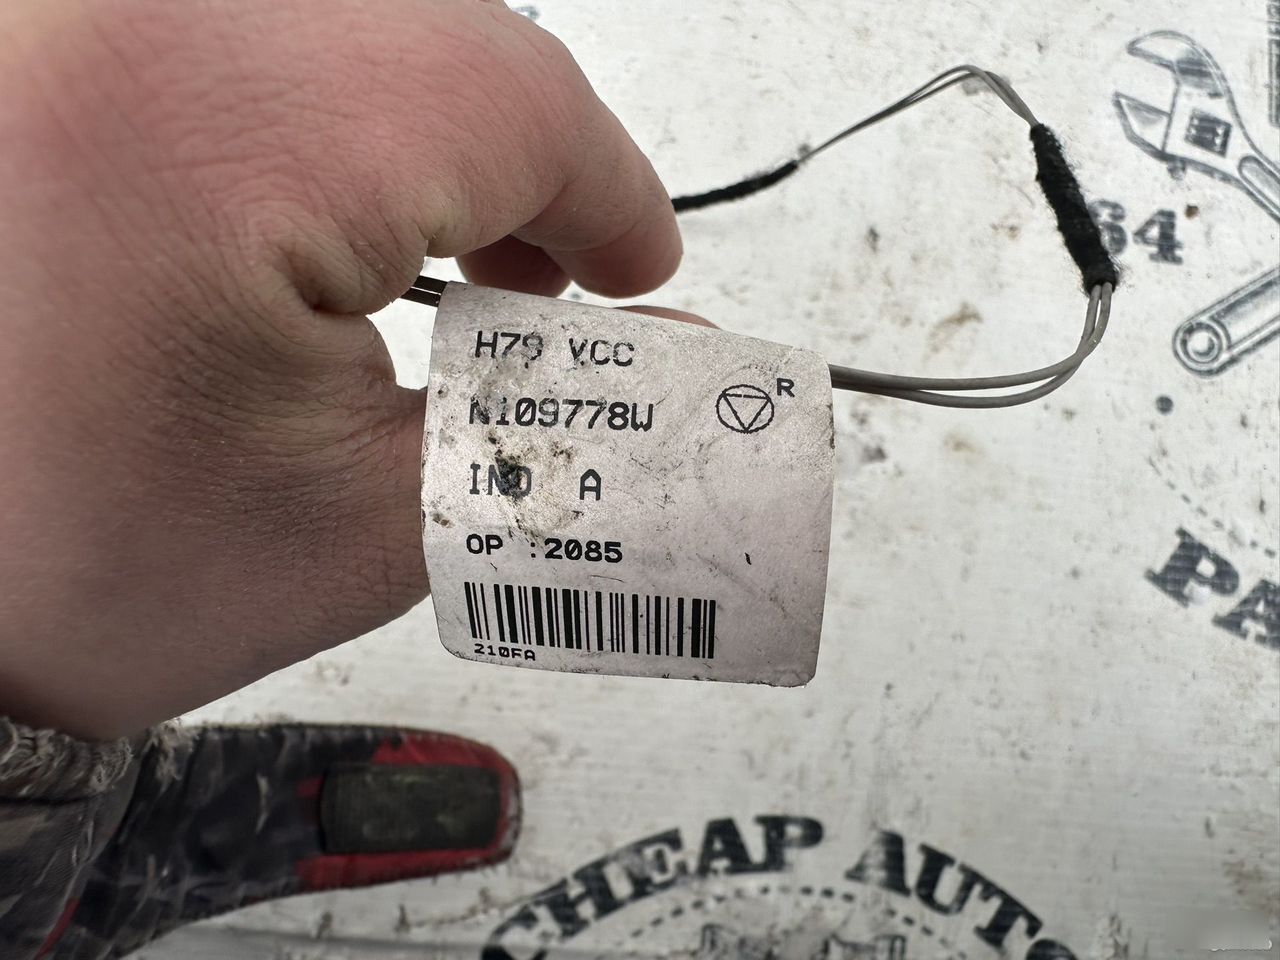 H79 VCC
R
N109778W
IND A
OP :2085
210FA
64
PA
CHEAP AUTO